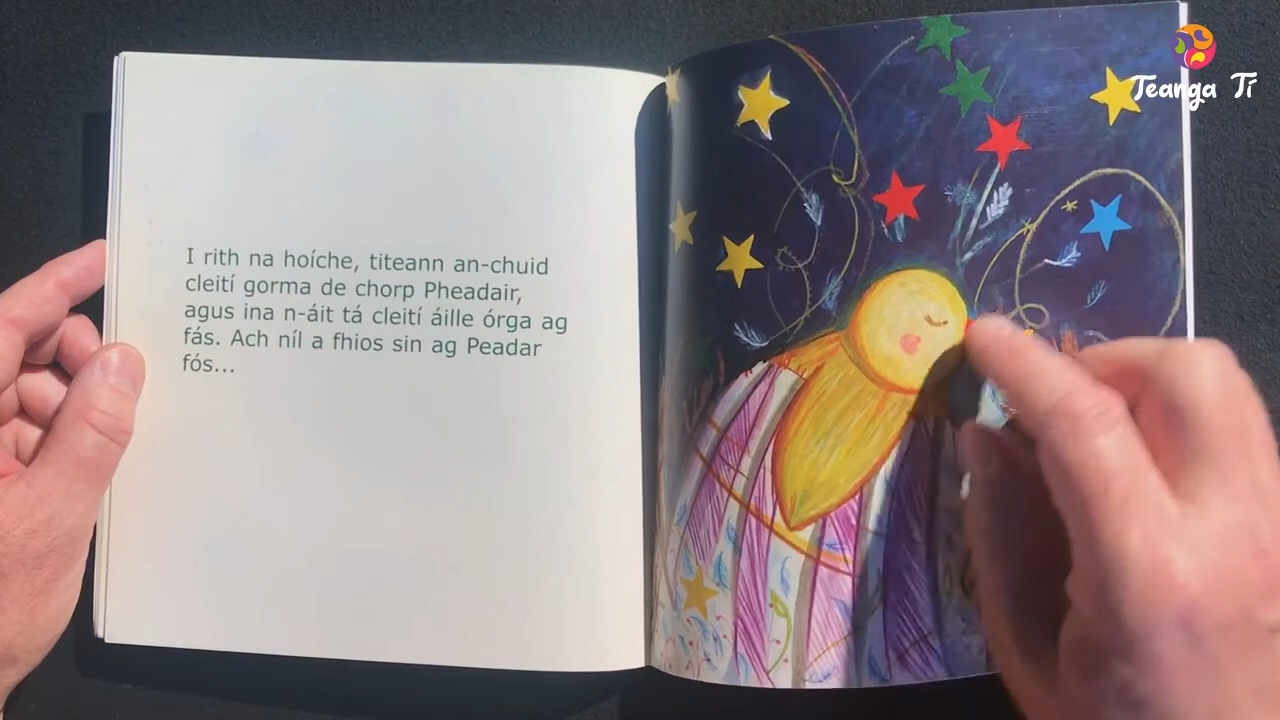 Teanga Tí
I rith na hoíche, titeann an-chuid
cleití gorma de chorp Pheadair,
agus ina n-áit tá cleití áille órga ag
fás. Ach níl a fhios sin ag Peadar
fós...